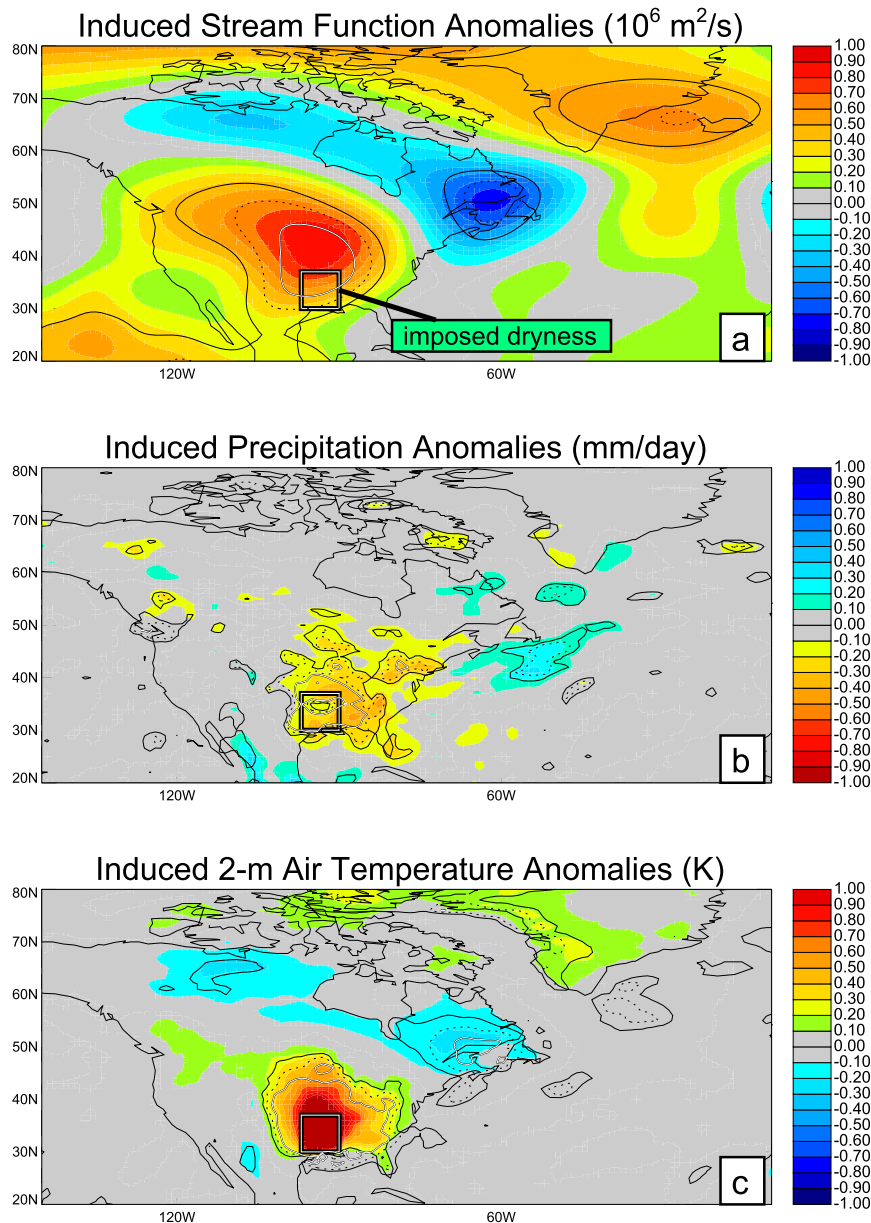 Induced Stream Function Anomalies (10⁶ m²/s)
80N
70N
60N
50N
40N
30N
20N
120W
60W
imposed dryness
a
1.00
0.90
0.80
0.70
0.60
0.50
0.40
0.30
0.20
0.10
0.00
-0.10
-0.20
-0.30
-0.40
-0.50
-0.60
-0.70
-0.80
-0.90
-1.00
Induced Precipitation Anomalies (mm/day)
80N
70N
60N
50N
40N
30N
20N
120W
60W
b
1.00
0.90
0.80
0.70
0.60
0.50
0.40
0.30
0.20
0.10
0.00
-0.10
-0.20
-0.30
-0.40
-0.50
-0.60
-0.70
-0.80
-0.90
-1.00
Induced 2-m Air Temperature Anomalies (K)
80N
70N
60N
50N
40N
30N
20N
120W
60W
c
1.00
0.90
0.80
0.70
0.60
0.50
0.40
0.30
0.20
0.10
0.00
-0.10
-0.20
-0.30
-0.40
-0.50
-0.60
-0.70
-0.80
-0.90
-1.00